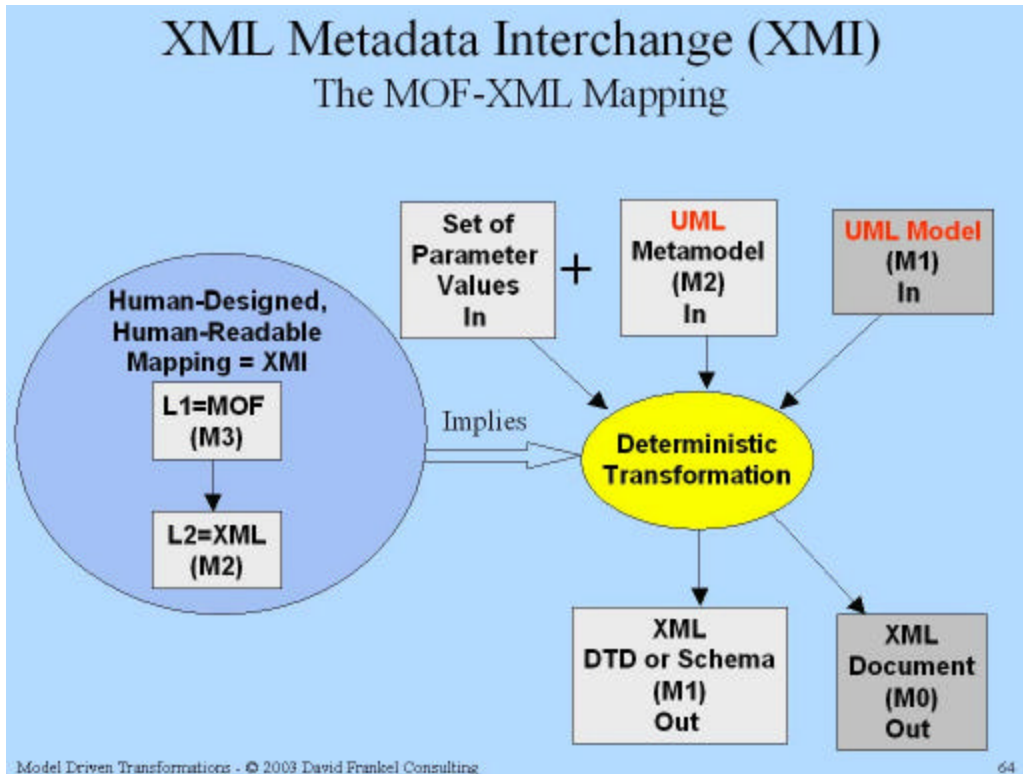 XML Metadata Interchange (XMI)
The MOF-XML Mapping
Set of
Parameter
Values
In
+
UML
Metamodel
(M2)
In
UML Model
(M1)
In
Human-Designed,
Human-Readable
Mapping = XMI
L1=MOF
(M3)
L2=XML
(M2)
Implies
Deterministic
Transformation
XML
DTD or Schema
(M1)
Out
XML
Document
(M0)
Out
Model Driven Transformations - © 2003 David Frankel Consulting
64